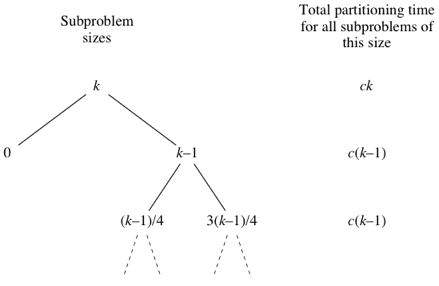 Subproblem
sizes
Total partitioning time
for all subproblems of
this size
k
ck
0
k–1
c(k–1)
(k–1)/4
3(k–1)/4
c(k–1)